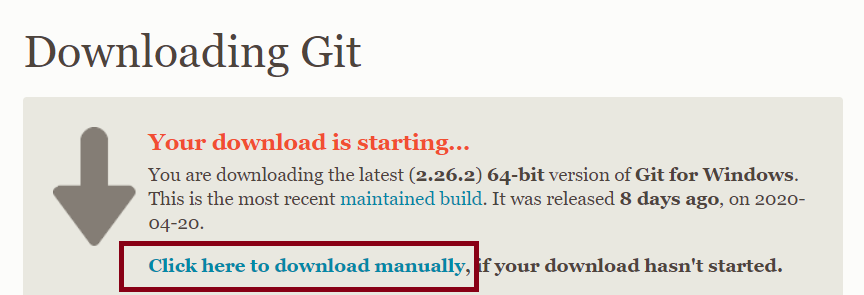 Downloading Git
Your download is starting...
You are downloading the latest (2.26.2) 64-bit version of Git for Windows.
This is the most recent maintained build. It was released 8 days ago, on 2020-
04-20.
Click here to download manually, if your download hasn't started.